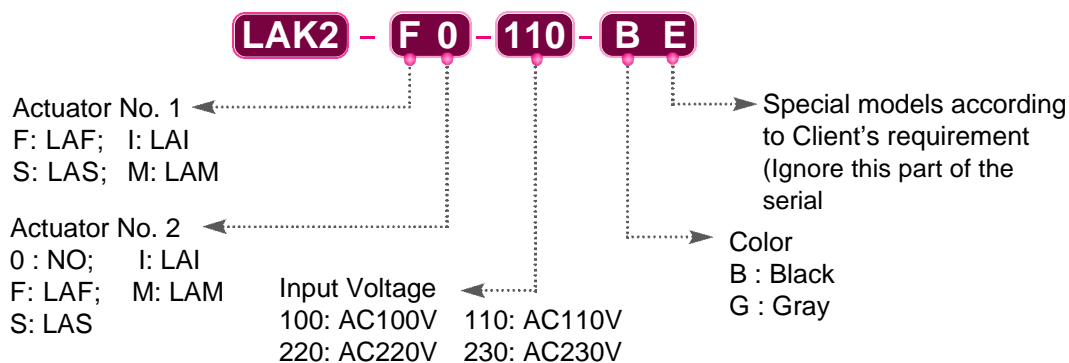 LAK2 - F 0 - 110 - B E
Actuator No. 1
F: LAF; I: LAI
S: LAS; M: LAM
Actuator No. 2
0 : NO; I: LAI
F: LAF; M: LAM
S: LAS
Input Voltage
100: AC100V 110: AC110V
220: AC220V 230: AC230V
Special models according
to Client's requirement
(Ignore this part of the
serial
Color
B : Black
G : Gray